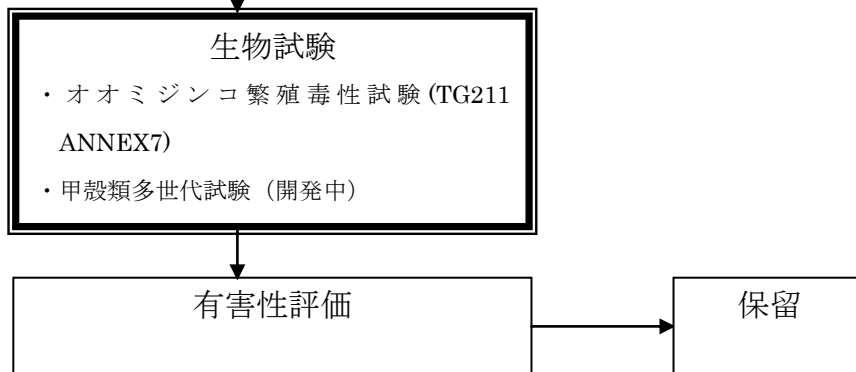 生物試験
・オオミジンコ繁殖毒性試験(TG211
ANNEX7)
・甲殻類多世代試験（開発中）
有害性評価
保留